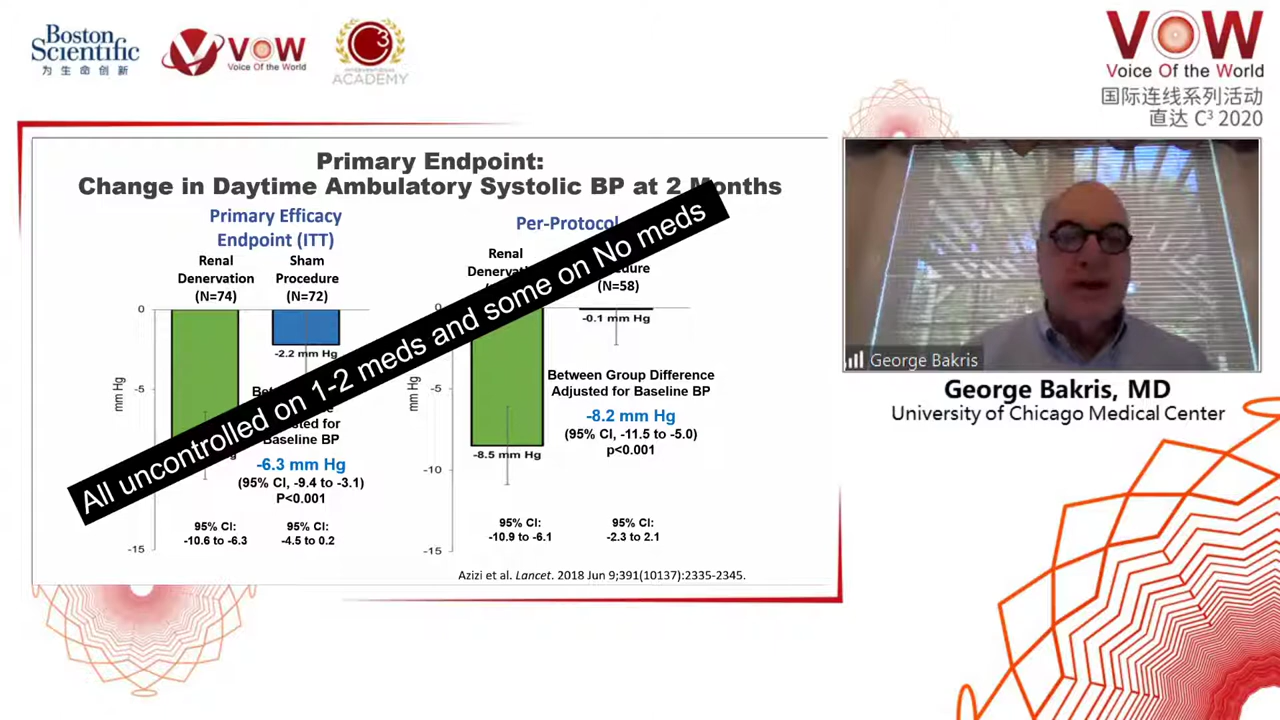 Boston
Scientific
为生命创新
VOW
Voice Of the World
C3
ACADEMY
VOW
Voice Of the World
国际连线系列活动
直达 C³ 2020
Primary Endpoint:
Change in Daytime Ambulatory Systolic BP at 2 Months
Primary Efficacy
Endpoint (ITT)
Renal
Denervation
(N=74)
Sham
Procedure
(N=72)
0
-5
-15
mm Hg
-2.2 mm Hg
for
Baseline BP
-6.3 mm Hg
(95% CI, -9.4 to -3.1)
P<0.001
95% CI:
-10.6 to -6.3
95% CI:
-4.5 to 0.2
Per-Protocol
Renal
(N=58)
-5
-10
-15
mm Hg
-0.1 mm Hg
-8.5 mm Hg
Between Group Difference
Adjusted for Baseline BP
-8.2 mm Hg
(95% CI, -11.5 to -5.0)
p<0.001
95% CI:
-10.9 to -6.1
95% CI:
-2.3 to 2.1
All uncontrolled on 1-2 meds and some on No meds
Azizi et al. Lancet. 2018 Jun 9;391(10137):2335-2345.
George Bakris
George Bakris, MD
University of Chicago Medical Center